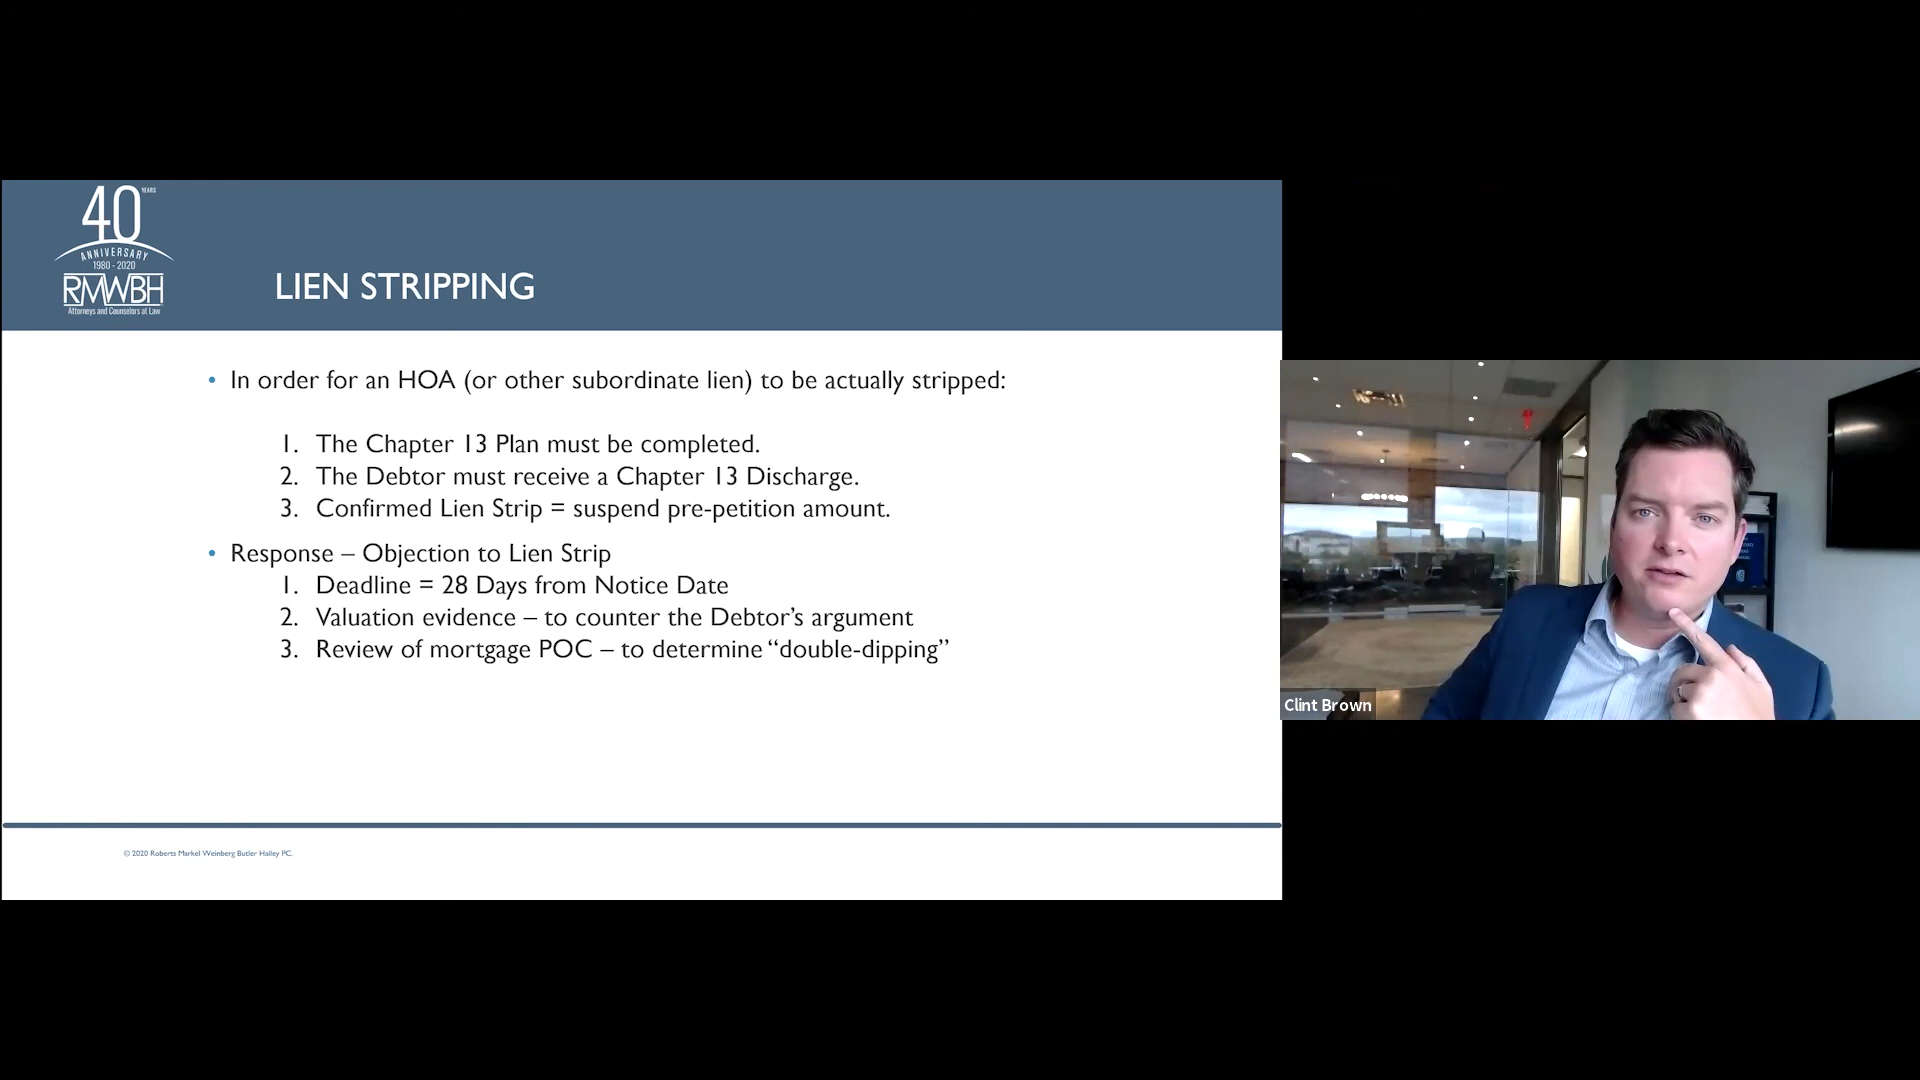 40 YEARS
ANNIVERSARY
1980 - 2020
RMWBH
Attorneys and Counselors at Law
LIEN STRIPPING
• In order for an HOA (or other subordinate lien) to be actually stripped:
1. The Chapter 13 Plan must be completed.
2. The Debtor must receive a Chapter 13 Discharge.
3. Confirmed Lien Strip = suspend pre-petition amount.
• Response – Objection to Lien Strip
1. Deadline = 28 Days from Notice Date
2. Valuation evidence – to counter the Debtor’s argument
3. Review of mortgage POC – to determine “double-dipping”
© 2020 Roberts Markel Weinberg Butler Hailey PC.
Clint Brown